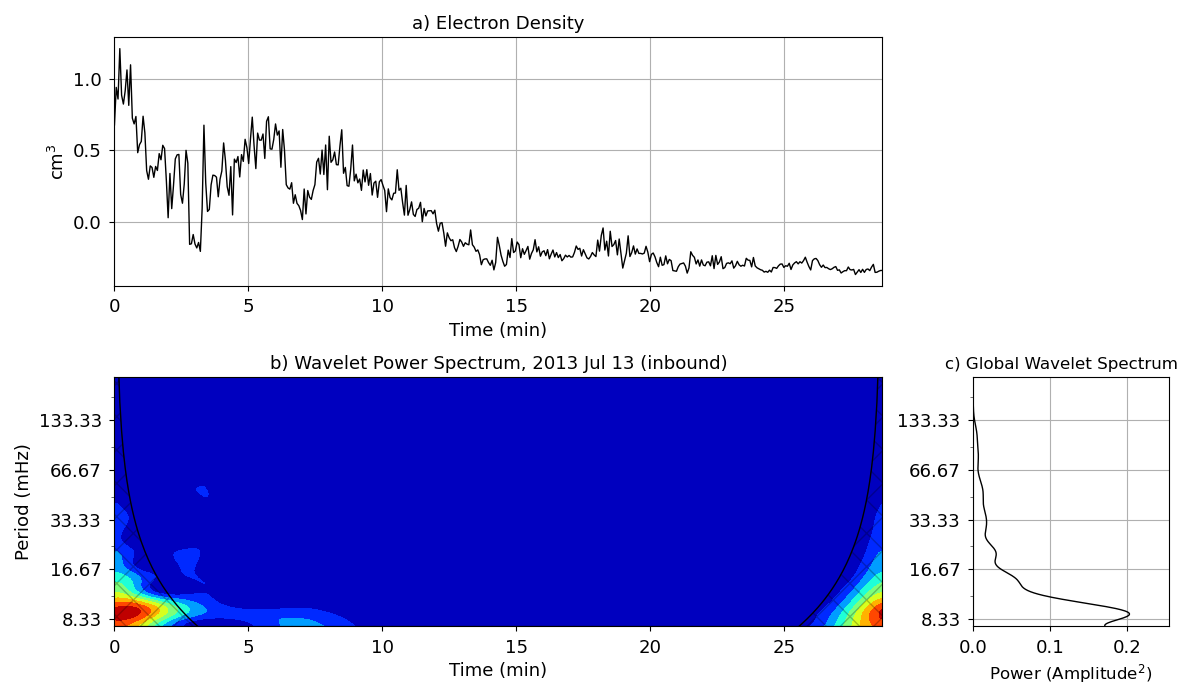 a) Electron Density
1.0
0.5
0.0
cm³
0 5 10 15 20 25
Time (min)
b) Wavelet Power Spectrum, 2013 Jul 13 (inbound)
133.33
66.67
33.33
16.67
8.33
Period (mHz)
0 5 10 15 20 25
Time (min)
c) Global Wavelet Spectrum
133.33
66.67
33.33
16.67
8.33
0.0 0.1 0.2
Power (Amplitude²)